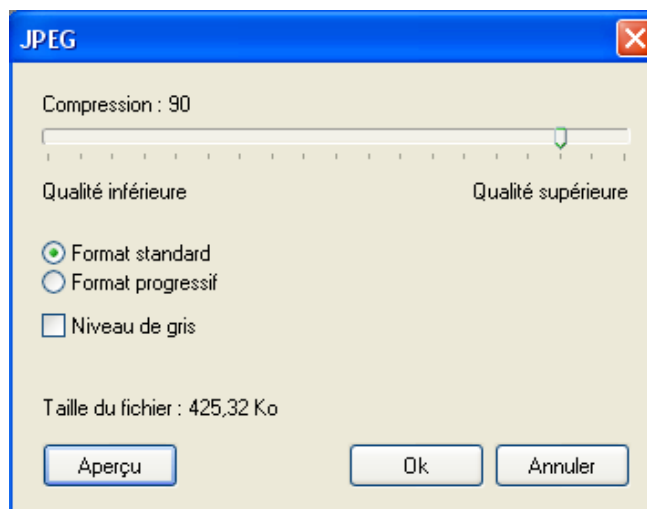 JPEG
Compression : 90
Qualité inférieure Qualité supérieure
Format standard
Format progressif
Niveau de gris
Taille du fichier : 425,32 Ko
Aperçu Ok Annuler